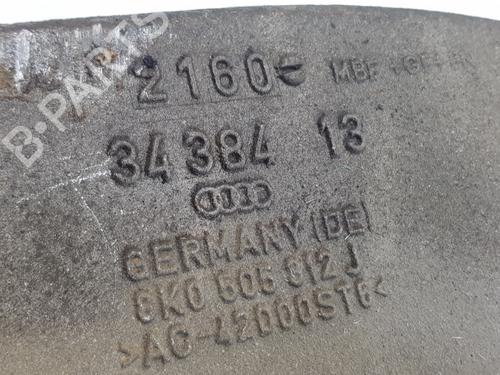 2160
34384 13
GERMANY (DE)
8K0 505 312 J
>AC-42000ST6<
B-PARTS